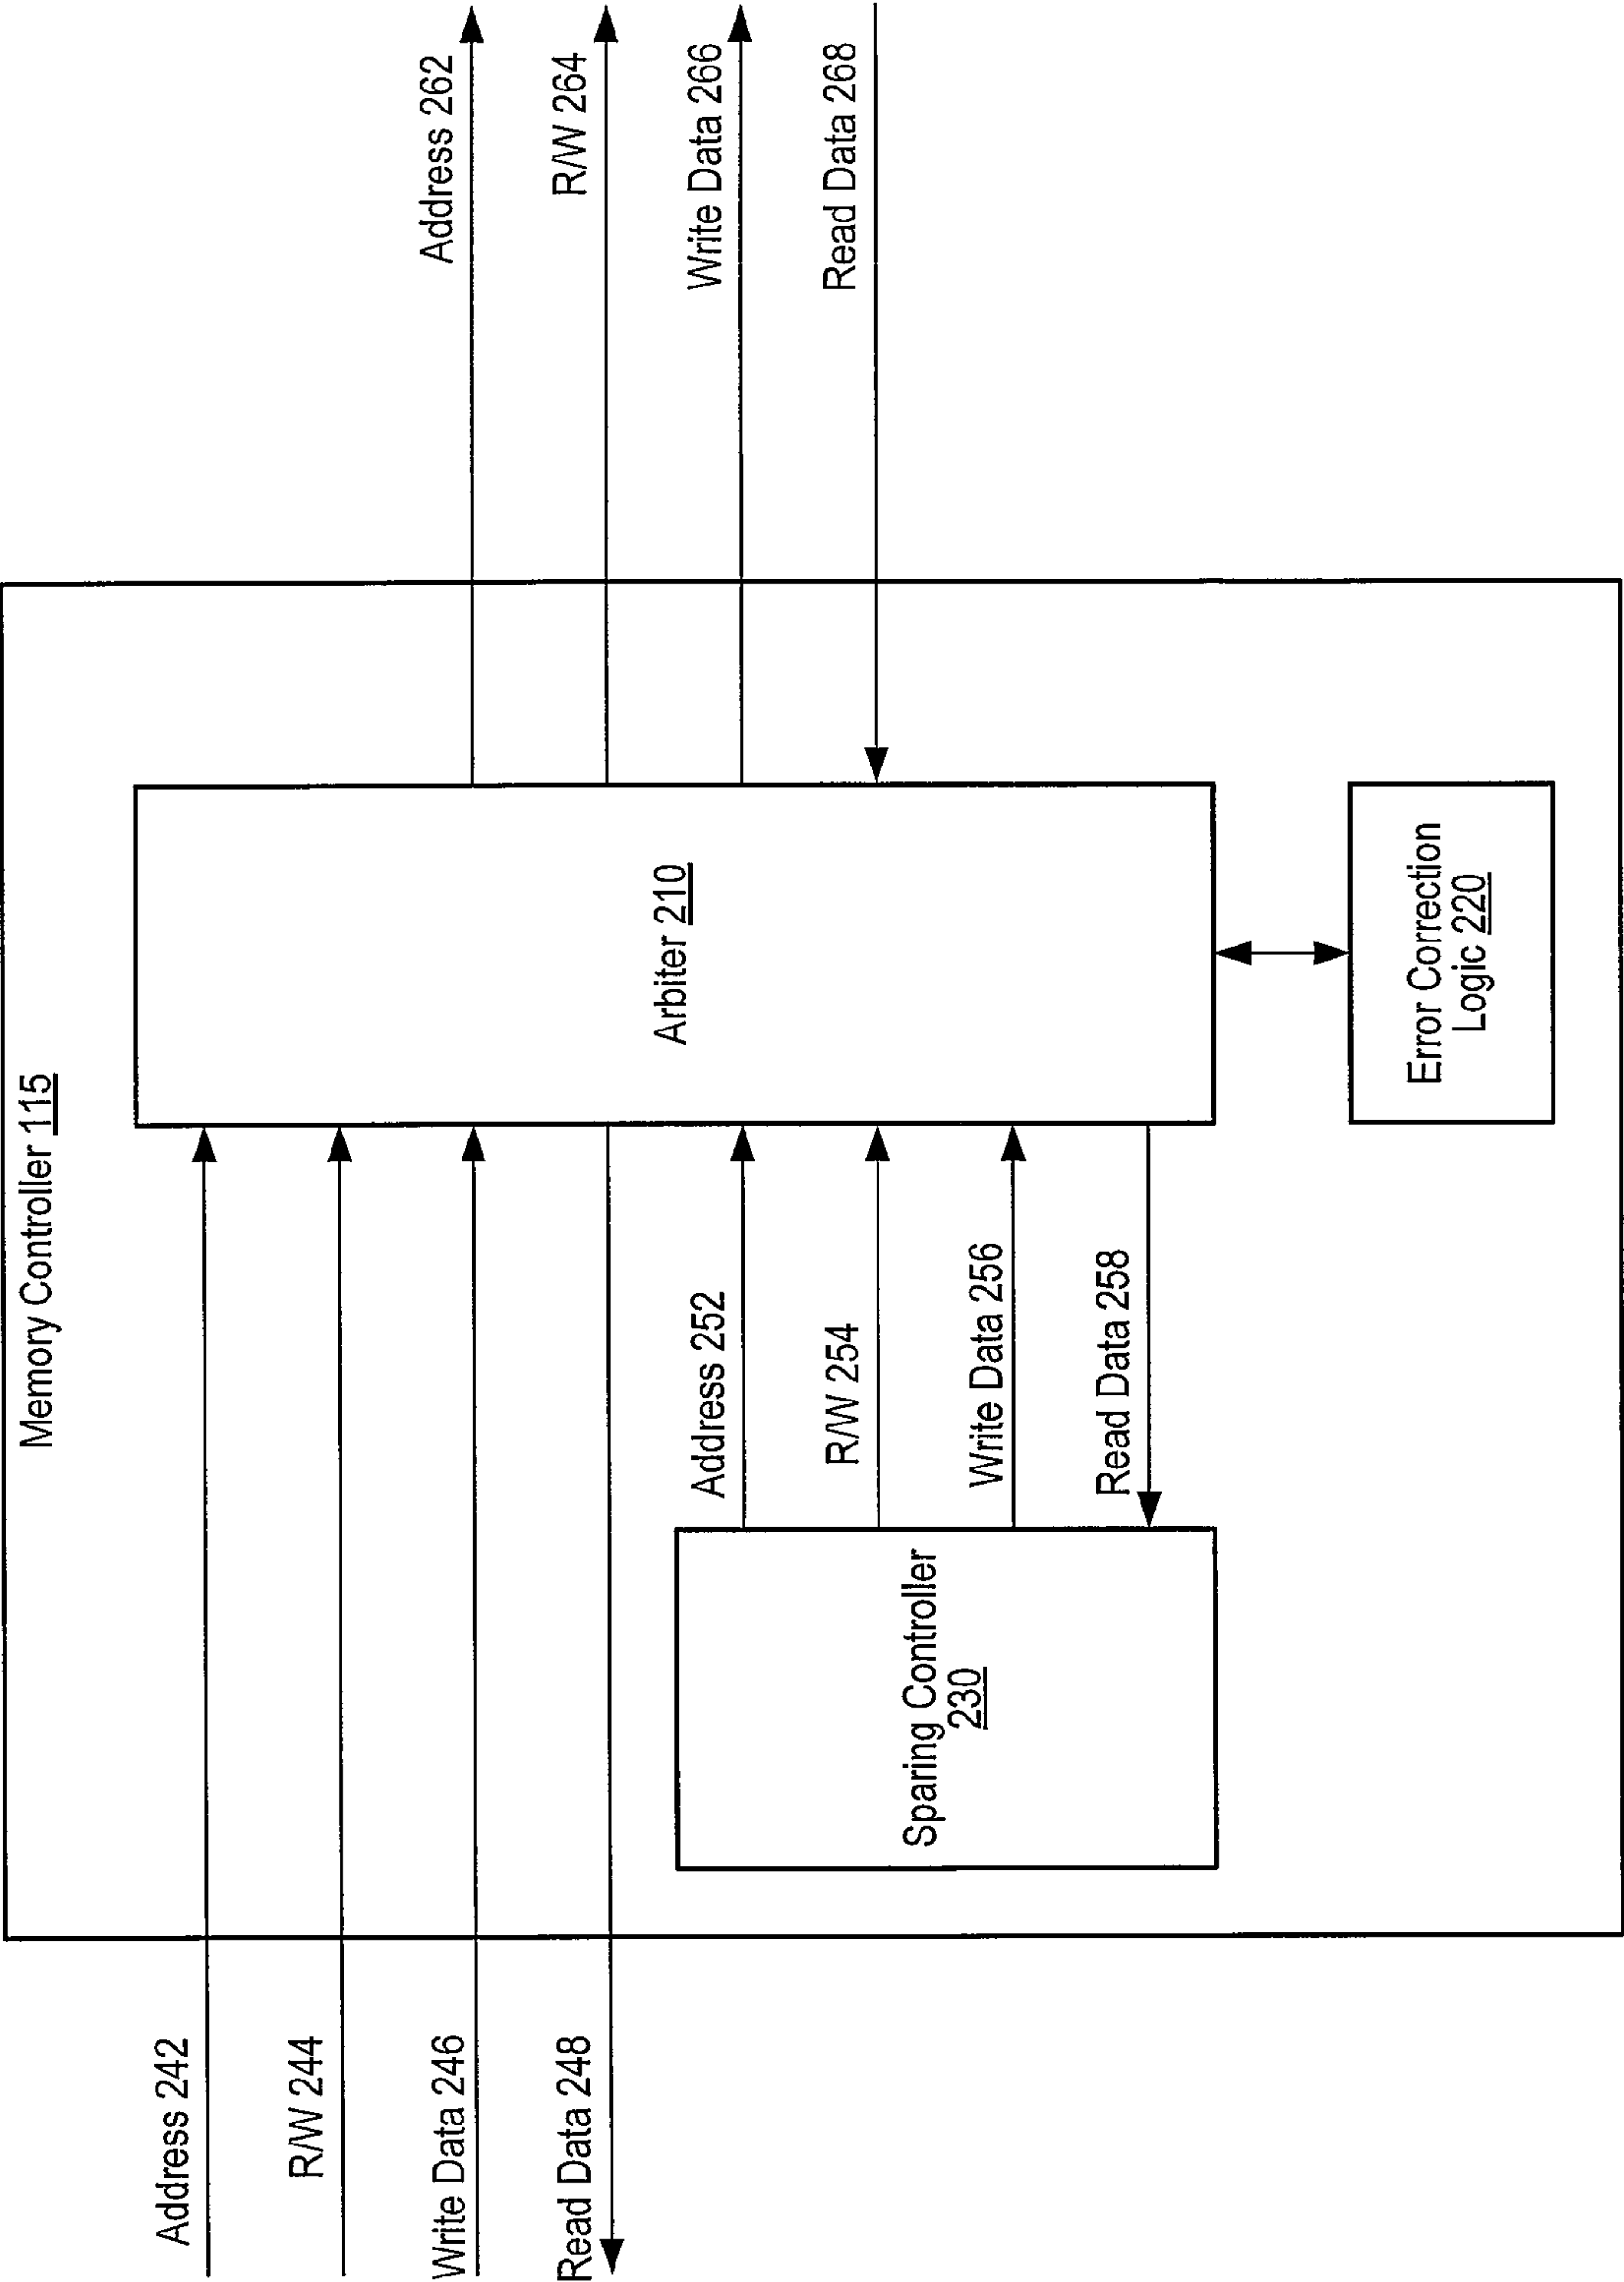 Memory Controller 115
Address 242
R/W 244
Write Data 246
Read Data 248
Sparing Controller
230
Address 252
R/W 254
Write Data 256
Read Data 258
Arbiter 210
Error Correction
Logic 220
Address 262
R/W 264
Write Data 266
Read Data 268